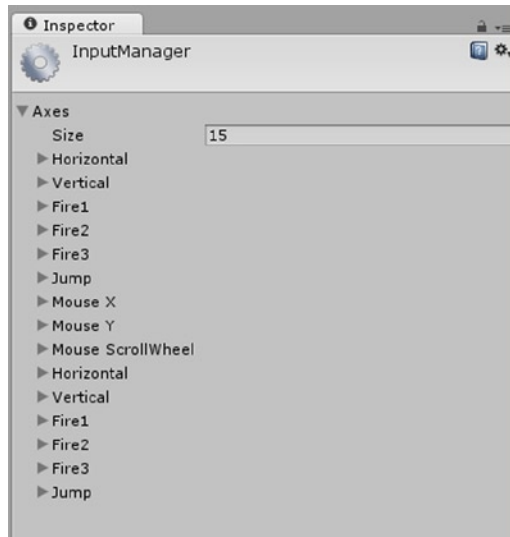 Inspector
InputManager
Axes
Size 15
Horizontal
Vertical
Fire1
Fire2
Fire3
Jump
Mouse X
Mouse Y
Mouse ScrollWheel
Horizontal
Vertical
Fire1
Fire2
Fire3
Jump